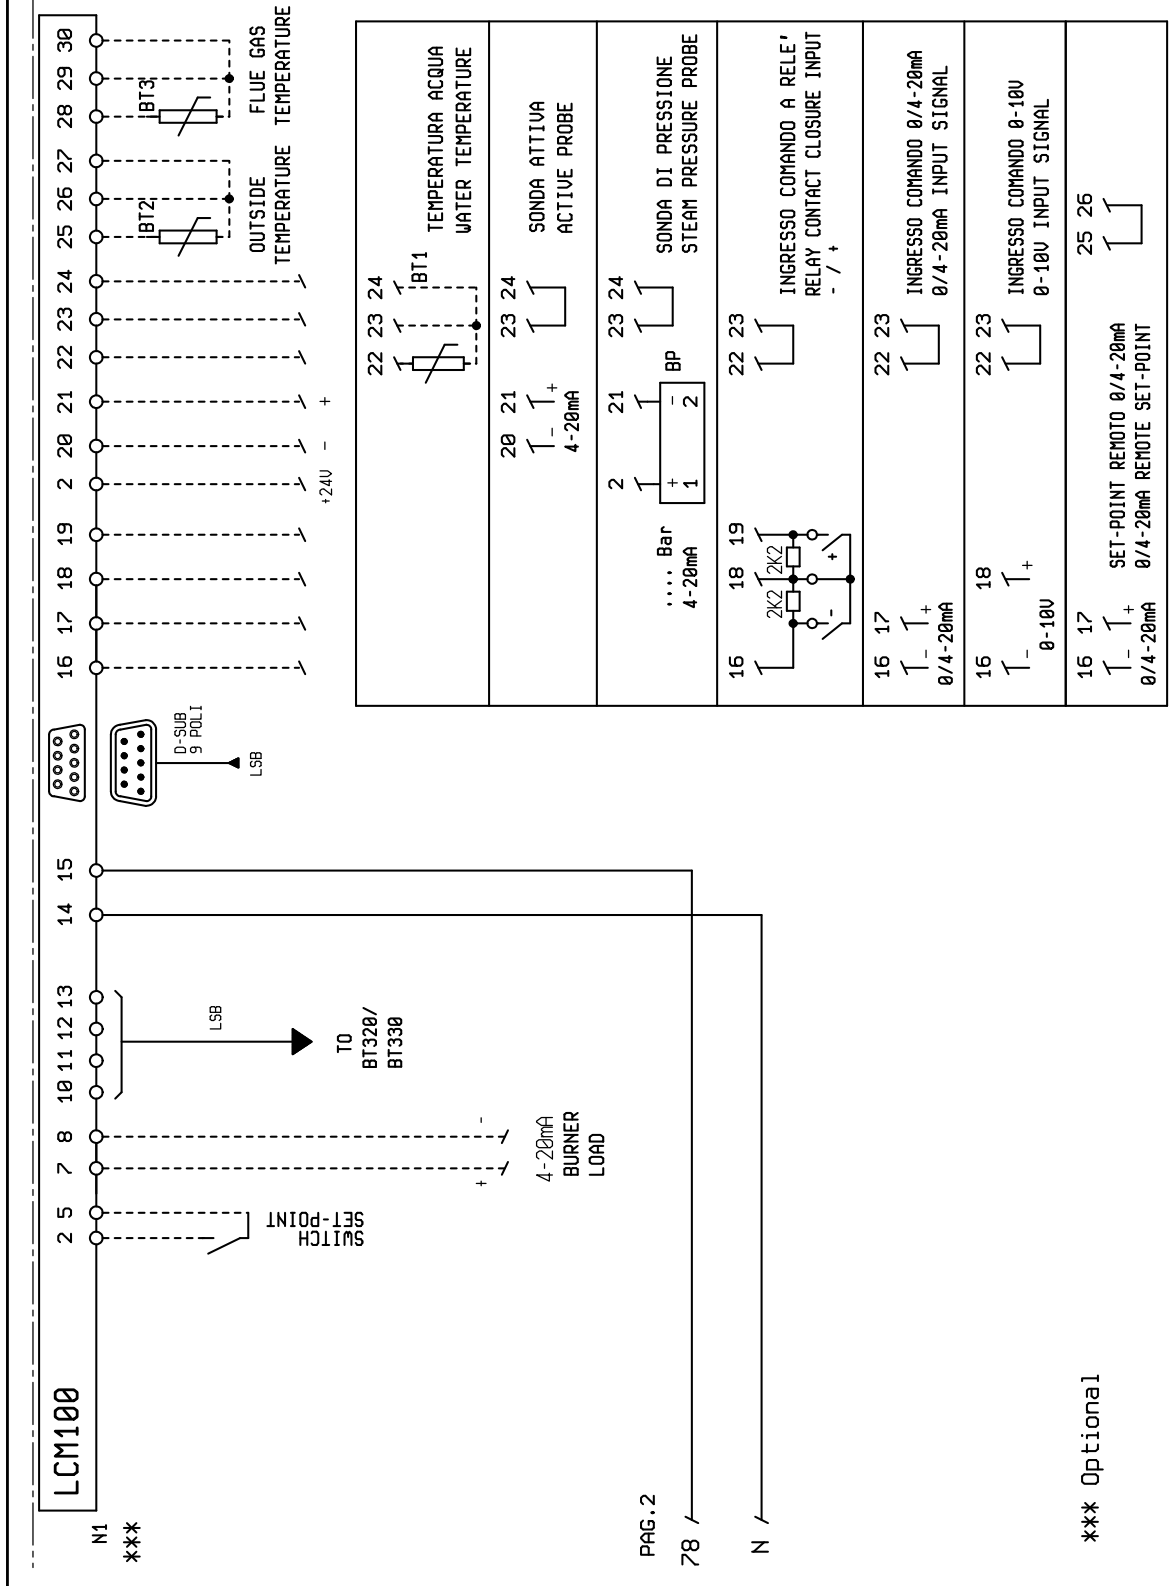 LCM100
N1
***
2 5 7 8 10 11 12 13 14 15 16 17 18 19 2 20 21 22 23 24 25 26 27 28 29 30
SWITCH
SET-POINT
+ -
4-20mA
BURNER
LOAD
LSB
TO
BT320/
BT330
D-SUB
9 POLI
LSB
+24V - +
BT2
OUTSIDE
TEMPERATURE
BT3
FLUE GAS
TEMPERATURE
22 23 24
BT1
TEMPERATURA ACQUA
WATER TEMPERATURE
20 21 23 24
- +
4-20mA
SONDA ATTIVA
ACTIVE PROBE
2 21 23 24
.... Bar
4-20mA
+ -
1 2
BP
SONDA DI PRESSIONE
STEAM PRESSURE PROBE
16 18 19 22 23
2K2 2K2
- +
INGRESSO COMANDO A RELE'
RELAY CONTACT CLOSURE INPUT
- / +
16 17 22 23
- +
0/4-20mA
INGRESSO COMANDO 0/4-20mA
0/4-20mA INPUT SIGNAL
16 18 22 23
- +
0-10V
INGRESSO COMANDO 0-10V
0-10V INPUT SIGNAL
16 17 25 26
- +
0/4-20mA
SET-POINT REMOTO 0/4-20mA
0/4-20mA REMOTE SET-POINT
PAG.2
78
N
*** Optional